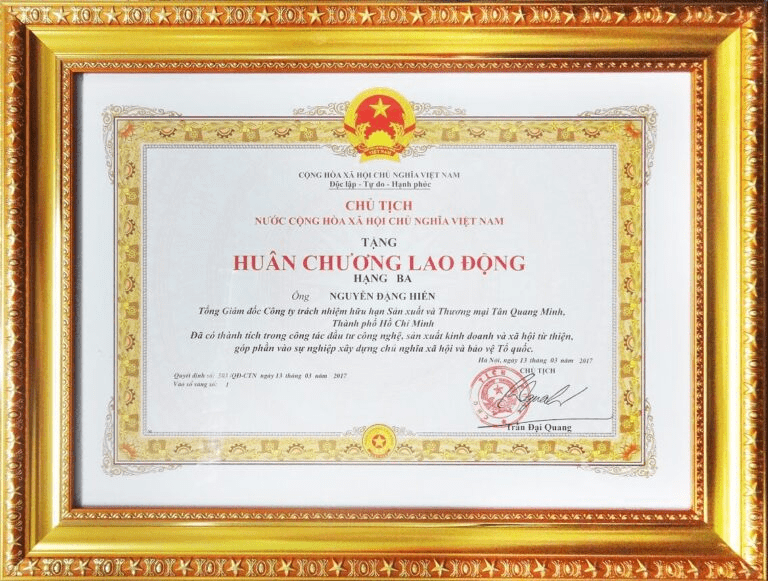 VIỆT NAM
CỘNG HÒA XÃ HỘI CHỦ NGHĨA VIỆT NAM
Độc lập - Tự do - Hạnh phúc
CHỦ TỊCH
NƯỚC CỘNG HÒA XÃ HỘI CHỦ NGHĨA VIỆT NAM
TẶNG
HUÂN CHƯƠNG LAO ĐỘNG
HẠNG BA
Ông NGUYỄN ĐẶNG HIẾN
Tổng Giám đốc Công ty trách nhiệm hữu hạn Sản xuất và Thương mại Tân Quang Minh,
Thành phố Hồ Chí Minh
Đã có thành tích trong công tác đầu tư công nghệ, sản xuất kinh doanh và xã hội từ thiện,
góp phần vào sự nghiệp xây dựng chủ nghĩa xã hội và bảo vệ Tổ quốc.
Hà Nội, ngày 13 tháng 03 năm 2017
Quyết định số: 503 /QĐ-CTN ngày 13 tháng 03 năm 2017
Vào sổ vàng số: 1
CHỦ TỊCH
CHỦ TỊCH
Trần Đại Quang